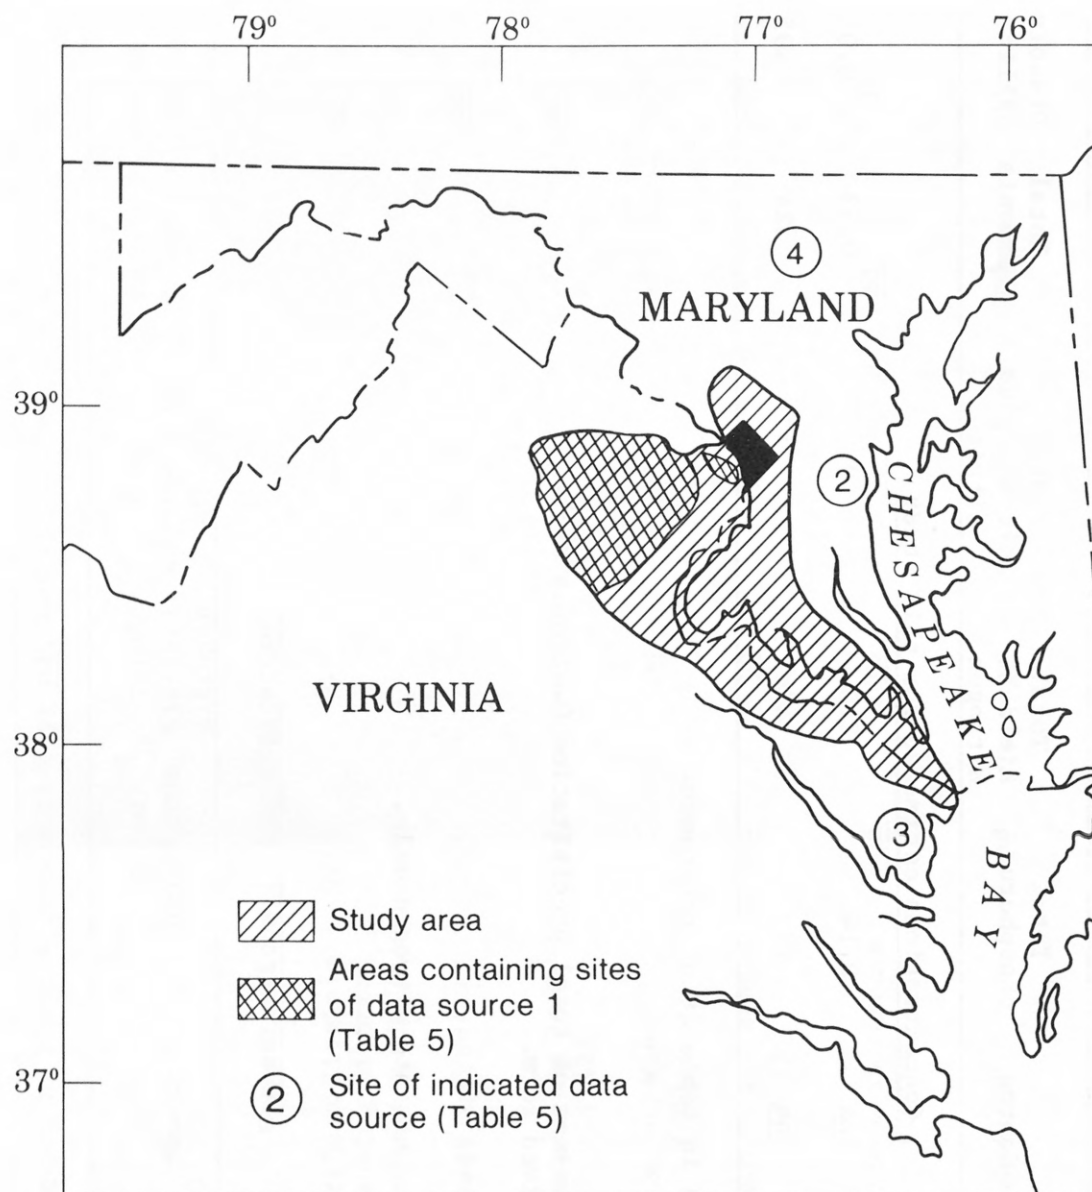 79° 78° 77° 76°
4
MARYLAND
39°
2
CHESAPEAKE
VIRGINIA
38°
3
BAY
Study area
Areas containing sites
of data source 1
(Table 5)
37°
2 Site of indicated data
source (Table 5)